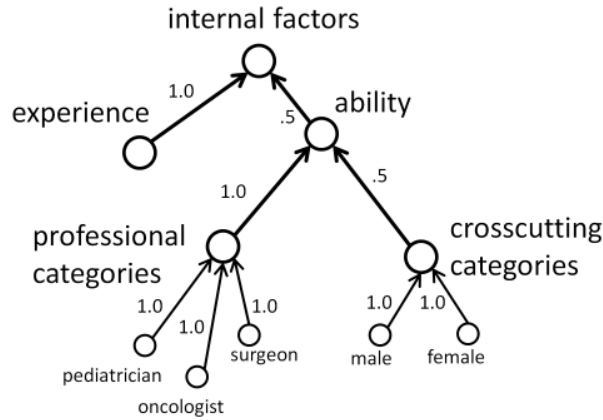 internal factors
1.0
experience
.5
ability
1.0
.5
professional
categories
crosscutting
categories
1.0
1.0
1.0
1.0
1.0
pediatrician
surgeon
oncologist
male
female